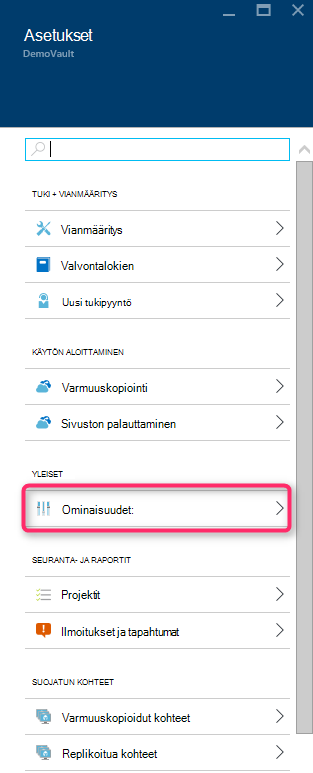 Asetukset
DemoVault
TUKI + VIANMÄÄRITYS
Vianmääritys
Valvontalokien
Uusi tukipyyntö
KÄYTÖN ALOITTAMINEN
Varmuuskopiointi
Sivuston palauttaminen
YLEISET
Ominaisuudet:
SEURANTA- JA RAPORTIT
Projektit
Ilmoitukset ja tapahtumat
SUOJATUN KOHTEET
Varmuuskopioidut kohteet
Replikoitua kohteet